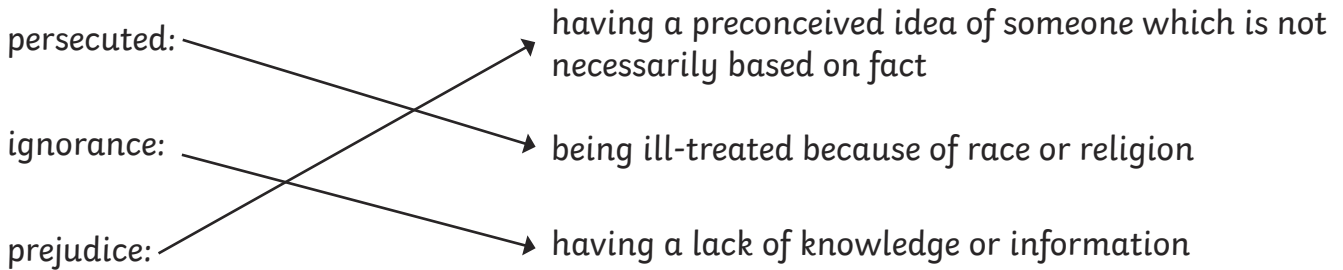 persecuted:
having a preconceived idea of someone which is not
necessarily based on fact
ignorance:
being ill-treated because of race or religion
prejudice:
having a lack of knowledge or information